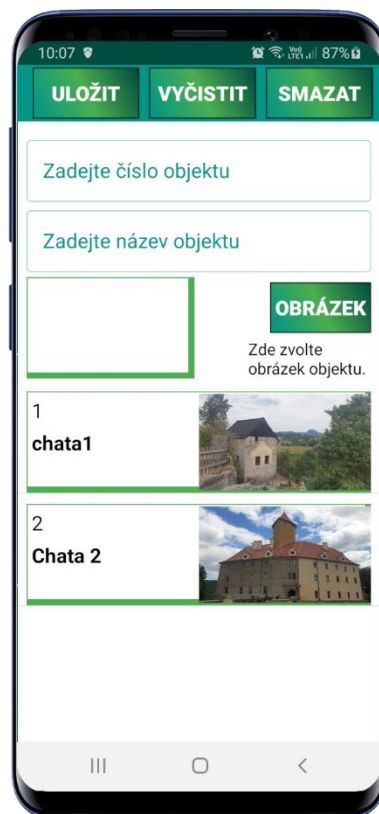 10:07 87%
ULOŽIT VYČISTIT SMAZAT
Zadejte číslo objektu
Zadejte název objektu
OBRÁZEK
Zde zvolte
obrázek objektu.
1
chata1
2
Chata 2